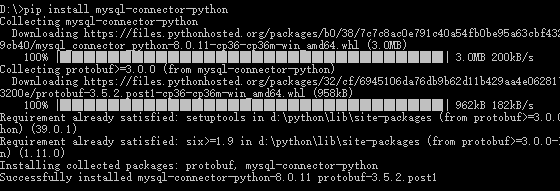 D:\>pip install mysql-connector-python
Collecting mysql-connector-python
Downloading https://files.pythonhosted.org/packages/b0/38/7c7c8ac0e791c40a54fb0be95a63cbf432
9cb40/mysql_connector_python-8.0.11-cp36-cp36m-win_amd64.whl (3.0MB)
100% | | 3.0MB 200kB/s
Collecting protobuf>=3.0.0 (from mysql-connector-python)
Downloading https://files.pythonhosted.org/packages/32/cf/6945106da76db9b62d11b429aa4e06281
3200e/protobuf-3.5.2.post1-cp36-cp36m-win_amd64.whl (958kB)
100% | | 962kB 182kB/s
Requirement already satisfied: setuptools in d:\python\lib\site-packages (from protobuf>=3.0.0
hon) (39.0.1)
Requirement already satisfied: six>=1.9 in d:\python\lib\site-packages (from protobuf>=3.0.0-
n) (1.11.0)
Installing collected packages: protobuf, mysql-connector-python
Successfully installed mysql-connector-python-8.0.11 protobuf-3.5.2.post1